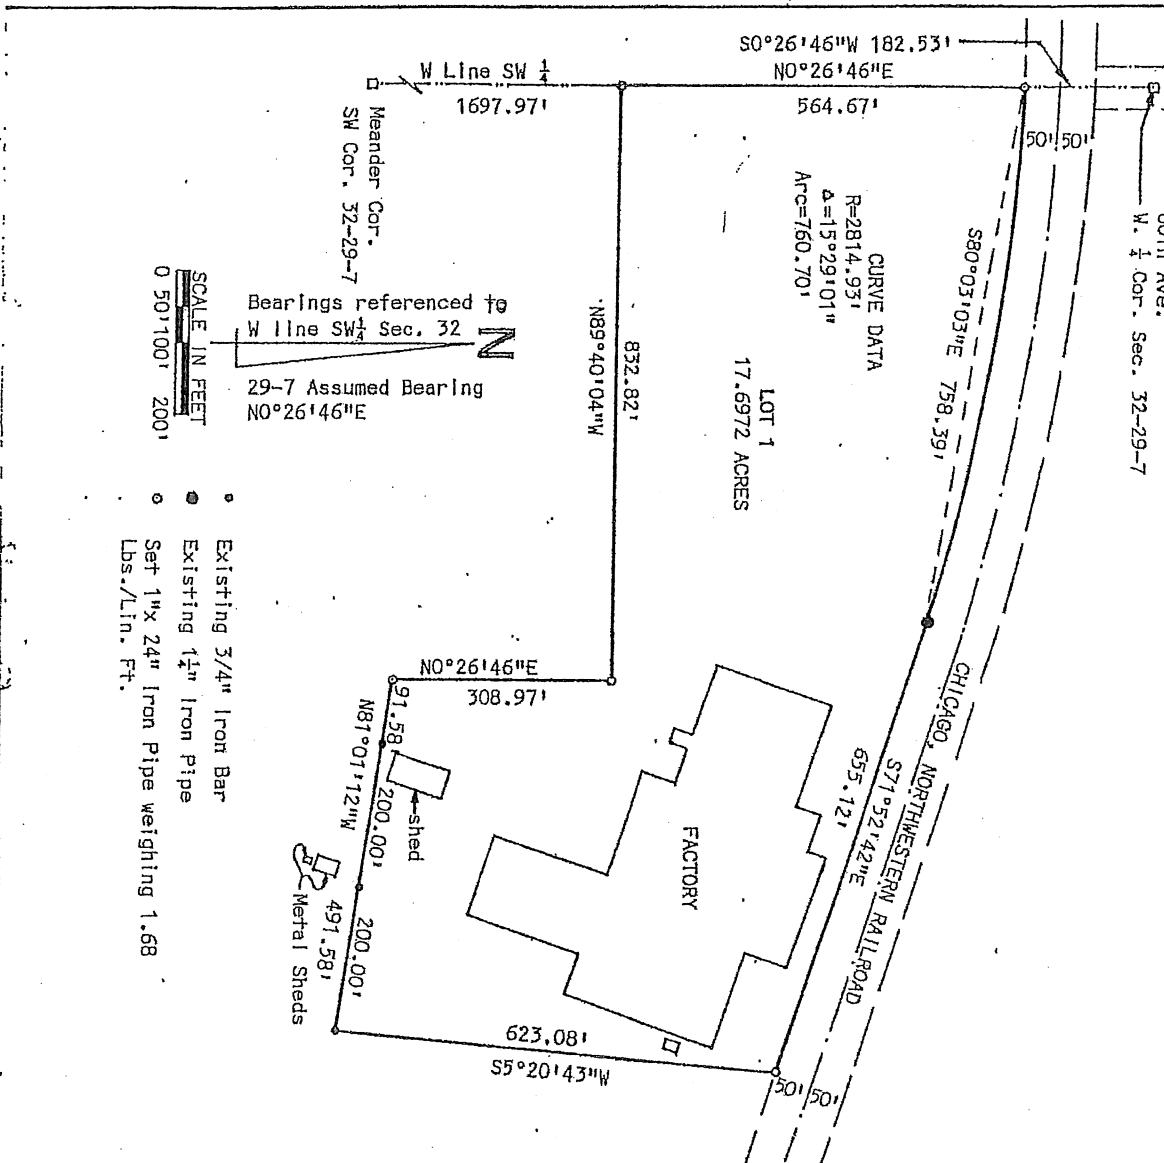 S0°26'46"W 182.53'
N0°26'46"E
564.67'
W Line SW 1/4
1697.97'
Meander Cor.
SW Cor. 32-29-7
W. 1/4 Cor. Sec. 32-29-7
50' 50'
CURVE DATA
R=2814.93'
Δ=15°29'01"
Arc=760.70'
S80°03'03"E 758.39'
LOT 1
17.6972 ACRES
832.82'
N89°40'04"W
Bearings referenced to
W line SW1/4 Sec. 32
N
29-7 Assumed Bearing
N0°26'46"E
SCALE IN FEET
0 50' 100' 200'
Existing 3/4" Iron Bar
Existing 1 1/4" Iron Pipe
Set 1"x 24" Iron Pipe weighing 1.68
Lbs./Lin. Ft.
N0°26'46"E
308.97'
91.58'
200.00'
200.00'
N81°01'12"W
491.58'
shed
Metal Sheds
FACTORY
CHICAGO, NORTHWESTERN RAILROAD
S71°52'42"E
655.12'
623.08'
S5°20'43"W
50' 50'